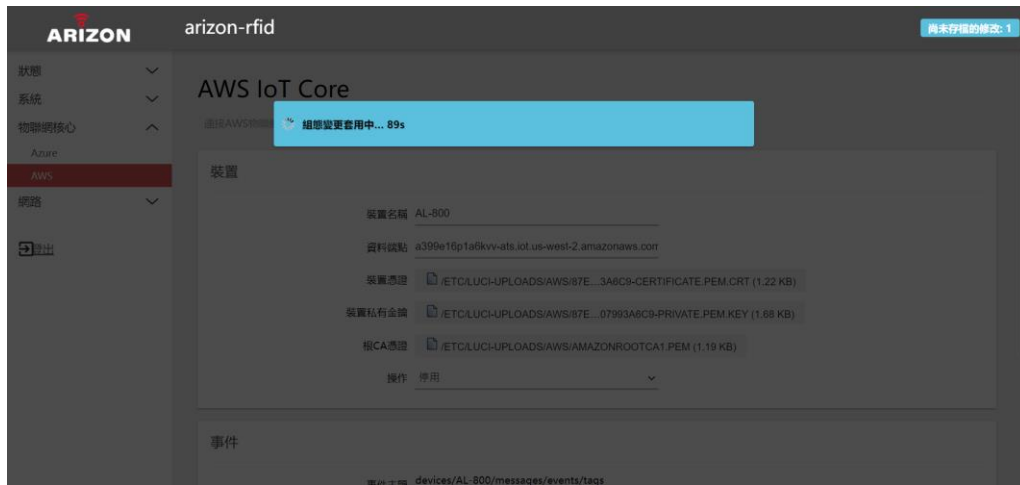 ARIZON
arizon-rfid
尚未存檔的修改: 1
狀態
系統
物聯網核心
Azure
AWS
網路
登出
AWS IoT Core
組態變更套用中... 89s
裝置
裝置名稱 AL-800
資料端點 a399e16p1a6kvv-ats.iot.us-west-2.amazonaws.com
裝置憑證 /ETC/LUCI-UPLOADS/AWS/87E...3A6C9-CERTIFICATE.PEM.CRT (1.22 KB)
裝置私有金鑰 /ETC/LUCI-UPLOADS/AWS/87E...07993A6C9-PRIVATE.PEM.KEY (1.68 KB)
根CA憑證 /ETC/LUCI-UPLOADS/AWS/AMAZONROOTCA1.PEM (1.19 KB)
操作 停用
事件
事件主題 devices/AL-800/messages/events/tags